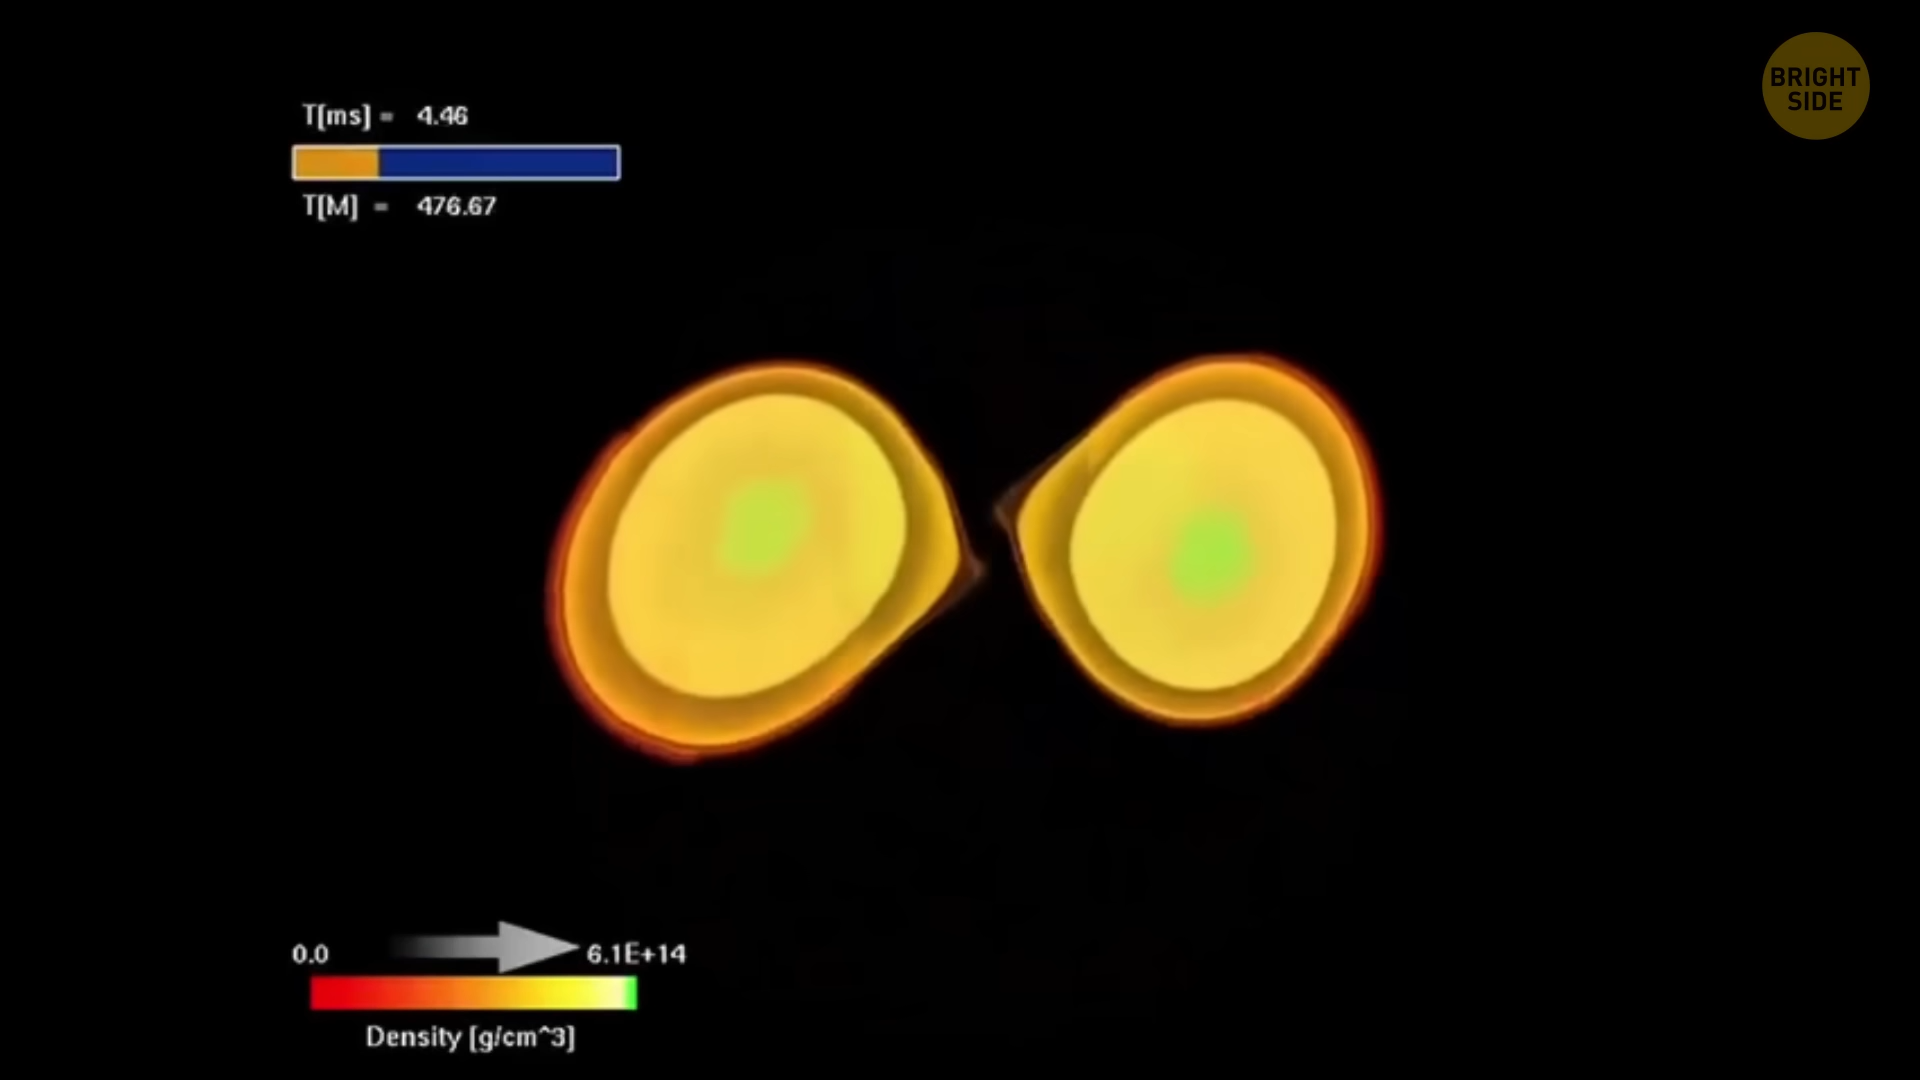 BRIGHT
SIDE
T[ms] = 4.46
T[M] = 476.67
0.0 6.1E+14
Density [g/cm^3]